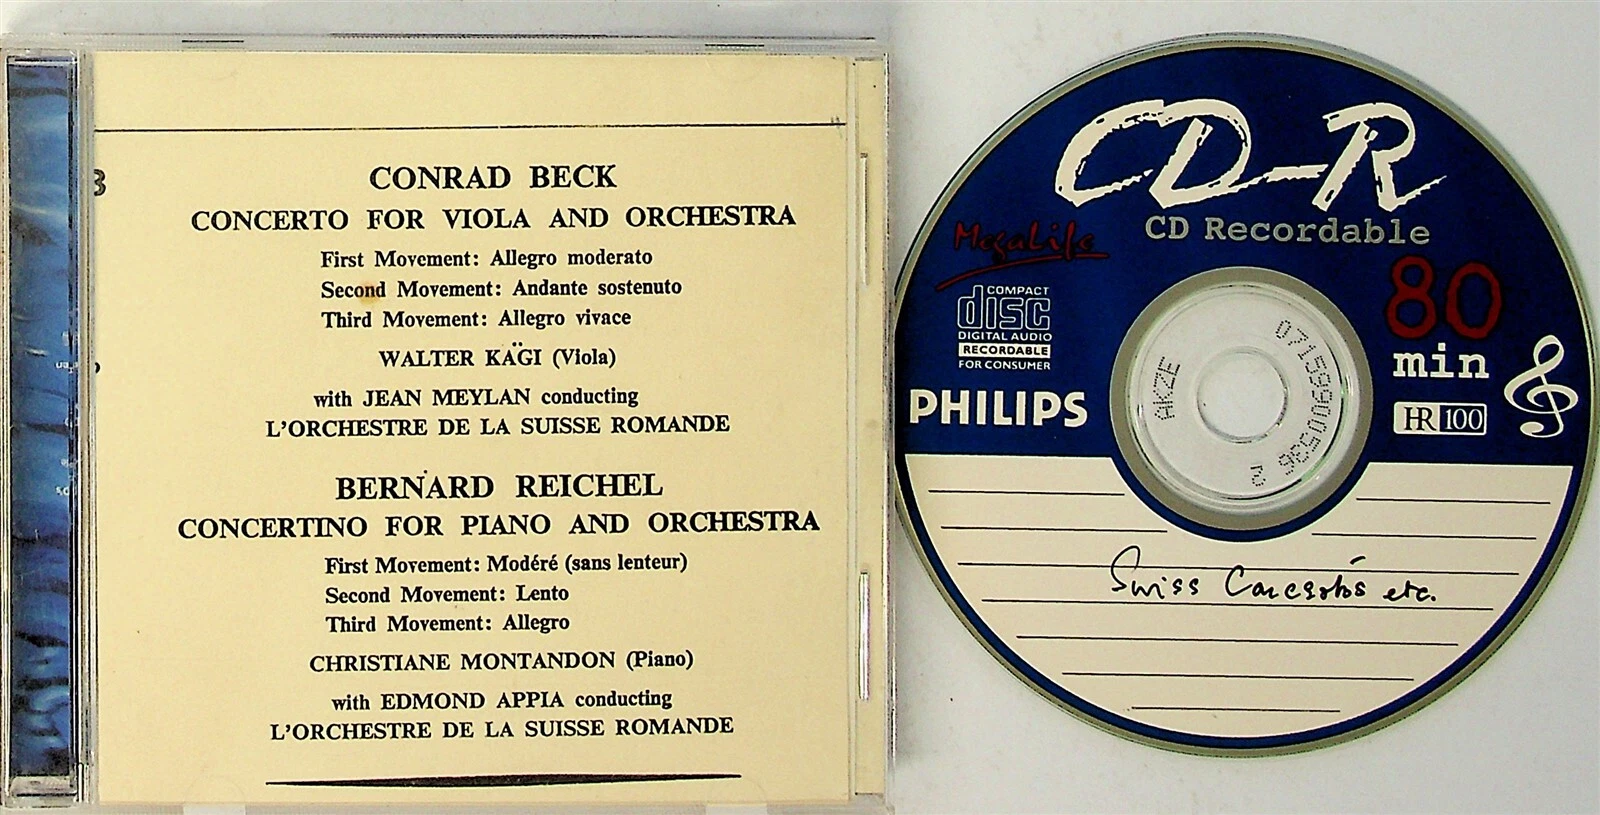 CONRAD BECK
CONCERTO FOR VIOLA AND ORCHESTRA
First Movement: Allegro moderato
Second Movement: Andante sostenuto
Third Movement: Allegro vivace
WALTER KÄGI (Viola)
with JEAN MEYLAN conducting
L'ORCHESTRE DE LA SUISSE ROMANDE
BERNARD REICHEL
CONCERTINO FOR PIANO AND ORCHESTRA
First Movement: Modéré (sans lenteur)
Second Movement: Lento
Third Movement: Allegro
CHRISTIANE MONTANDON (Piano)
with EDMOND APPIA conducting
L'ORCHESTRE DE LA SUISSE ROMANDE
CD-R
CD Recordable
MegaLife
80
min
COMPACT
disc
DIGITAL AUDIO
RECORDABLE
FOR CONSUMER
PHILIPS
HR 100
AKZE
Swiss Concertos etc.